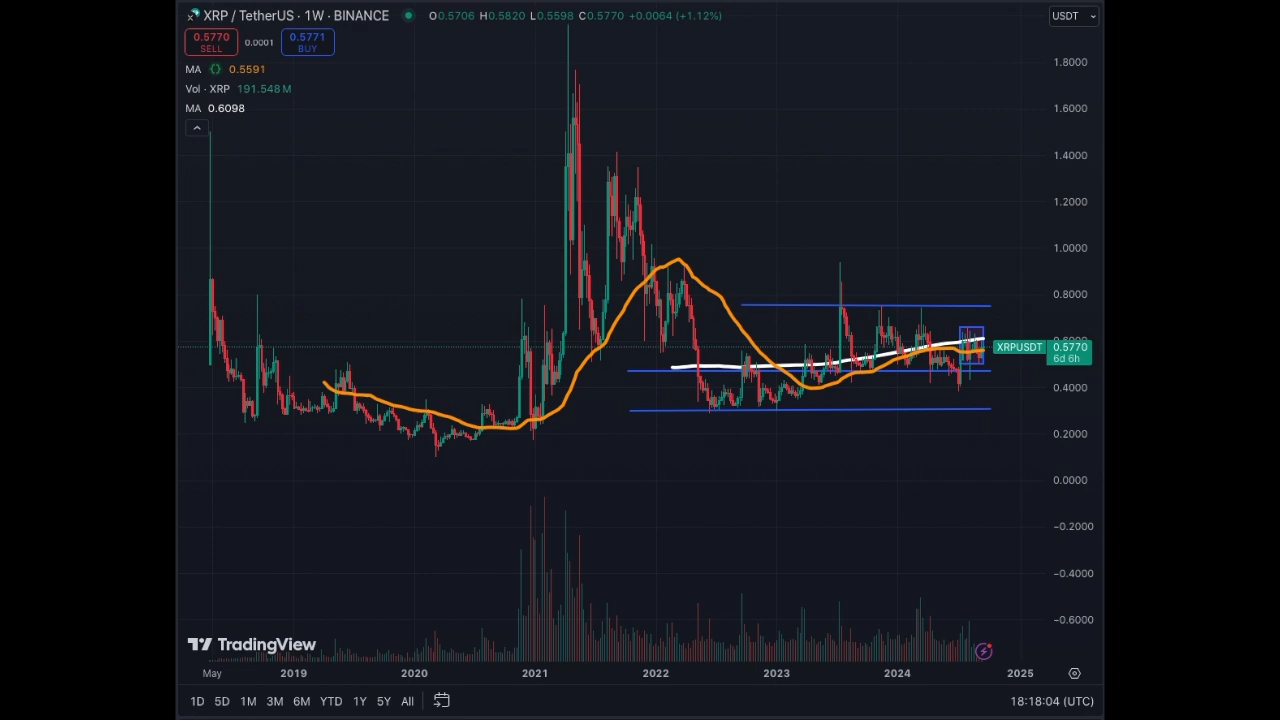 XRP / TetherUS · 1W · BINANCE O0.5706 H0.5820 L0.5598 C0.5770 +0.0064 (+1.12%)
USDT
0.5770 SELL 0.0001 0.5771 BUY
MA 0.5591
Vol · XRP 191.548 M
MA 0.6098
1.8000
1.6000
1.4000
1.2000
1.0000
0.8000
XRPUSDT 0.5770
6d 6h
0.4000
0.2000
0.0000
−0.2000
−0.4000
−0.6000
TradingView
May 2019 2020 2021 2022 2023 2024 2025
1D 5D 1M 3M 6M YTD 1Y 5Y All 18:18:04 (UTC)